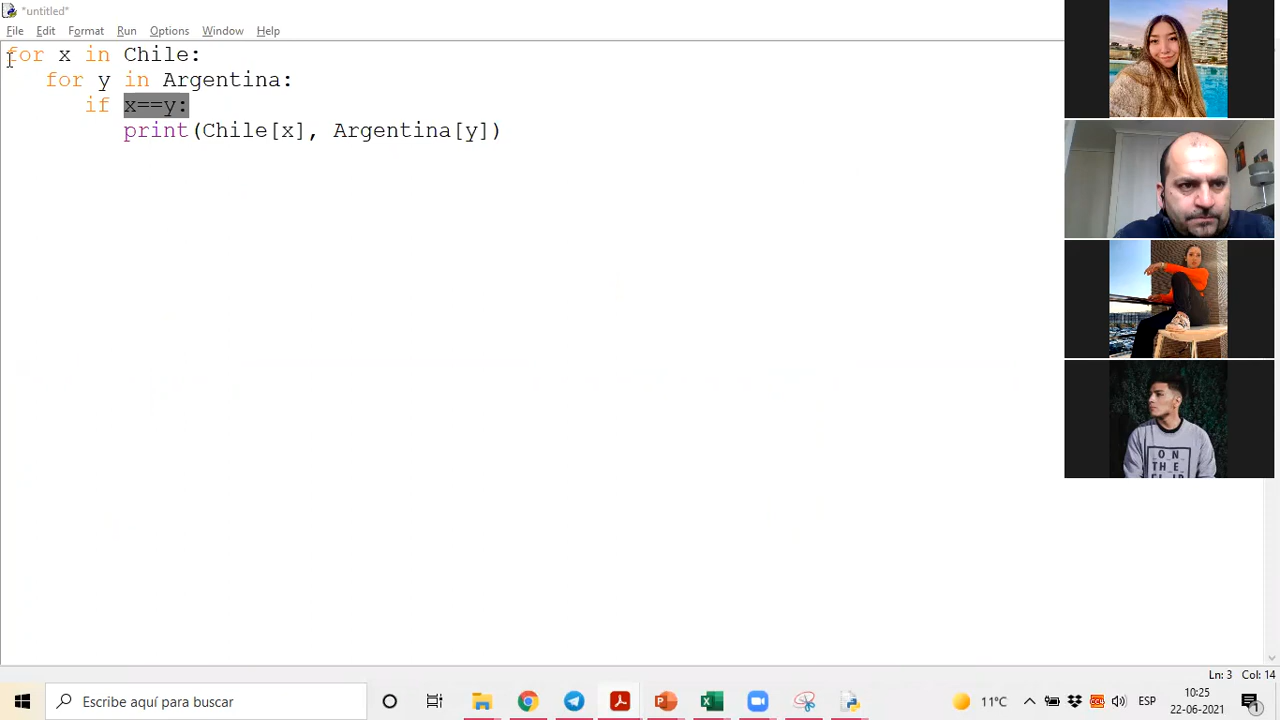 *untitled*
File Edit Format Run Options Window Help
for x in Chile:
for y in Argentina:
if x==y:
print(Chile[x], Argentina[y])
ON
THE
Ln: 3 Col: 14
Escribe aquí para buscar
11°C
ESP
10:25
22-06-2021
1